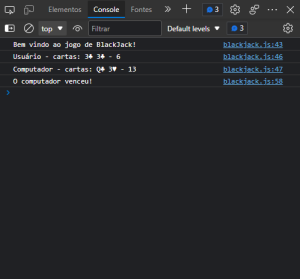 Elementos Console Fontes 3
top Filtrar Default levels 3
Bem vindo ao jogo de BlackJack! blackjack.js:43
Usuário - cartas: 3♣ 3♣ - 6 blackjack.js:46
Computador - cartas: Q♣ 3♥ - 13 blackjack.js:47
O computador venceu! blackjack.js:58